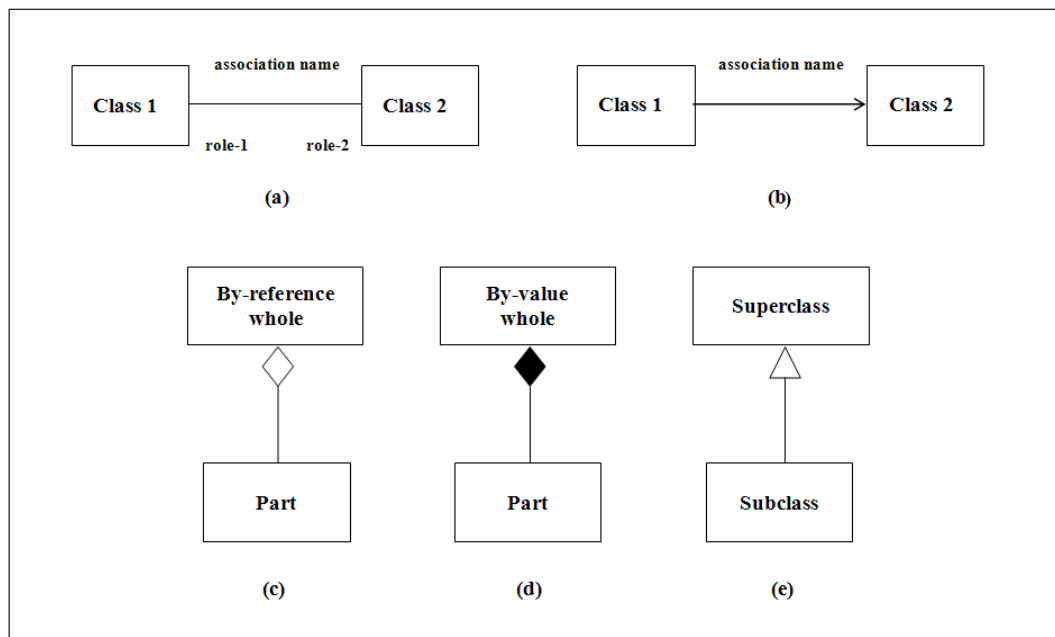 association name
Class 1
Class 2
role-1
role-2
(a)
association name
Class 1
Class 2
(b)
By-reference
whole
Part
(c)
By-value
whole
Part
(d)
Superclass
Subclass
(e)